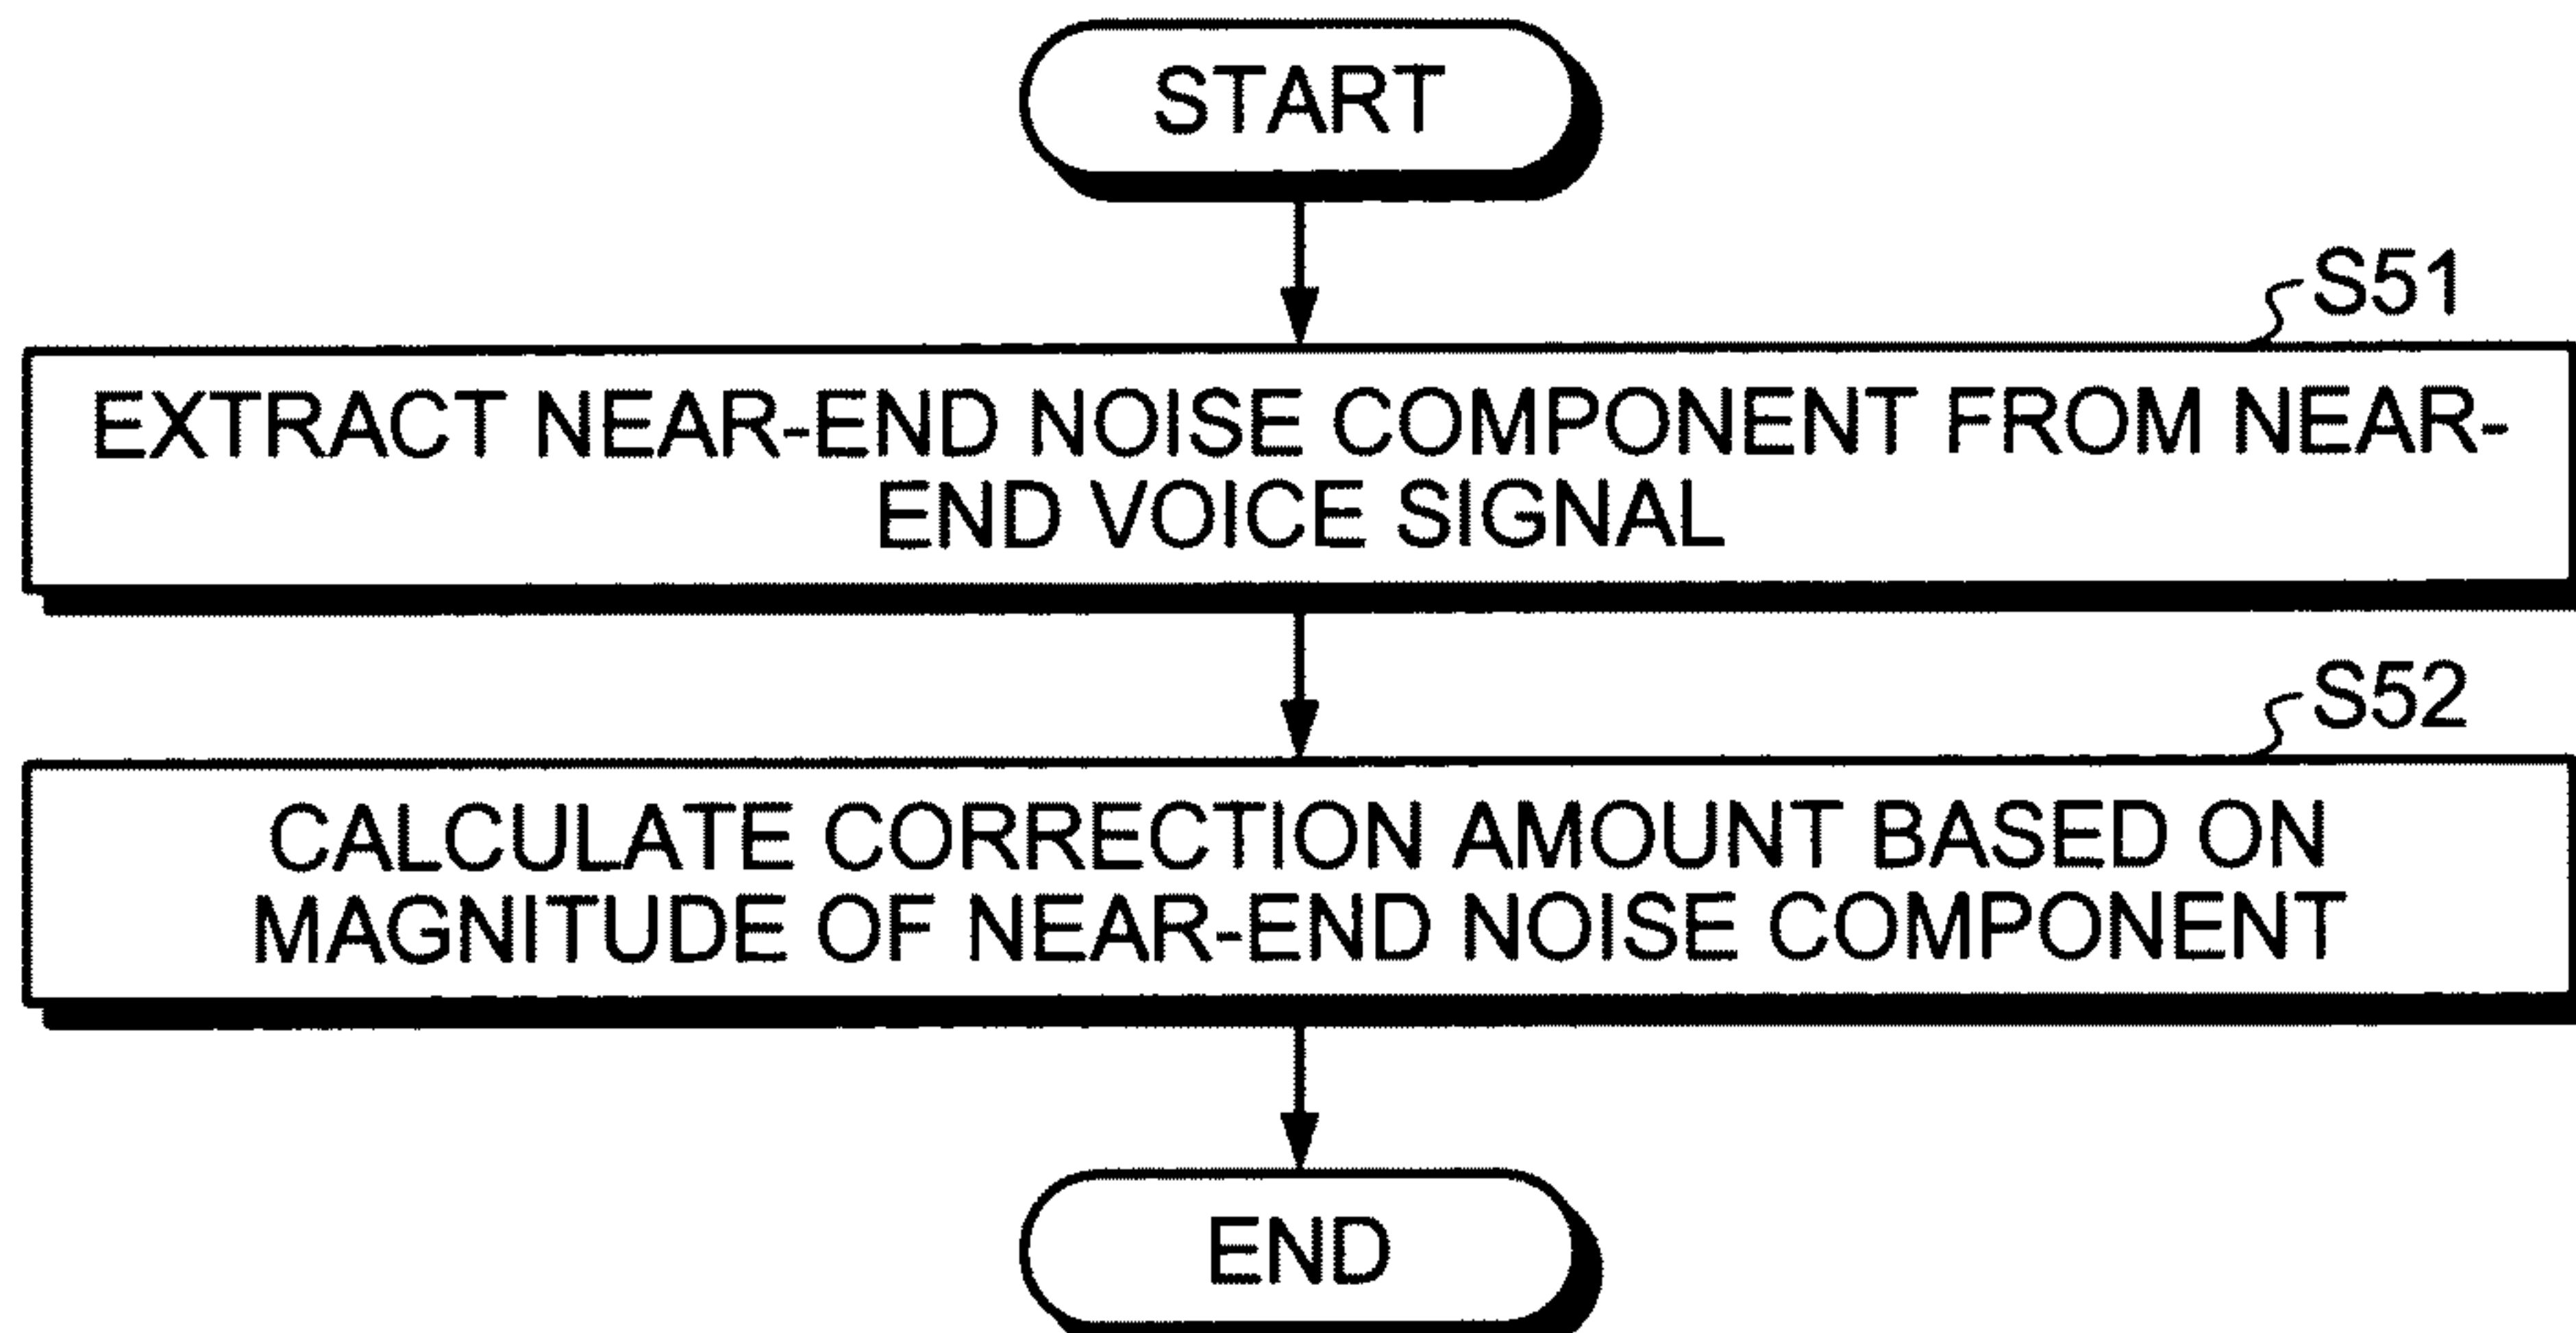 START
S51
EXTRACT NEAR-END NOISE COMPONENT FROM NEAR-
END VOICE SIGNAL
S52
CALCULATE CORRECTION AMOUNT BASED ON
MAGNITUDE OF NEAR-END NOISE COMPONENT
END